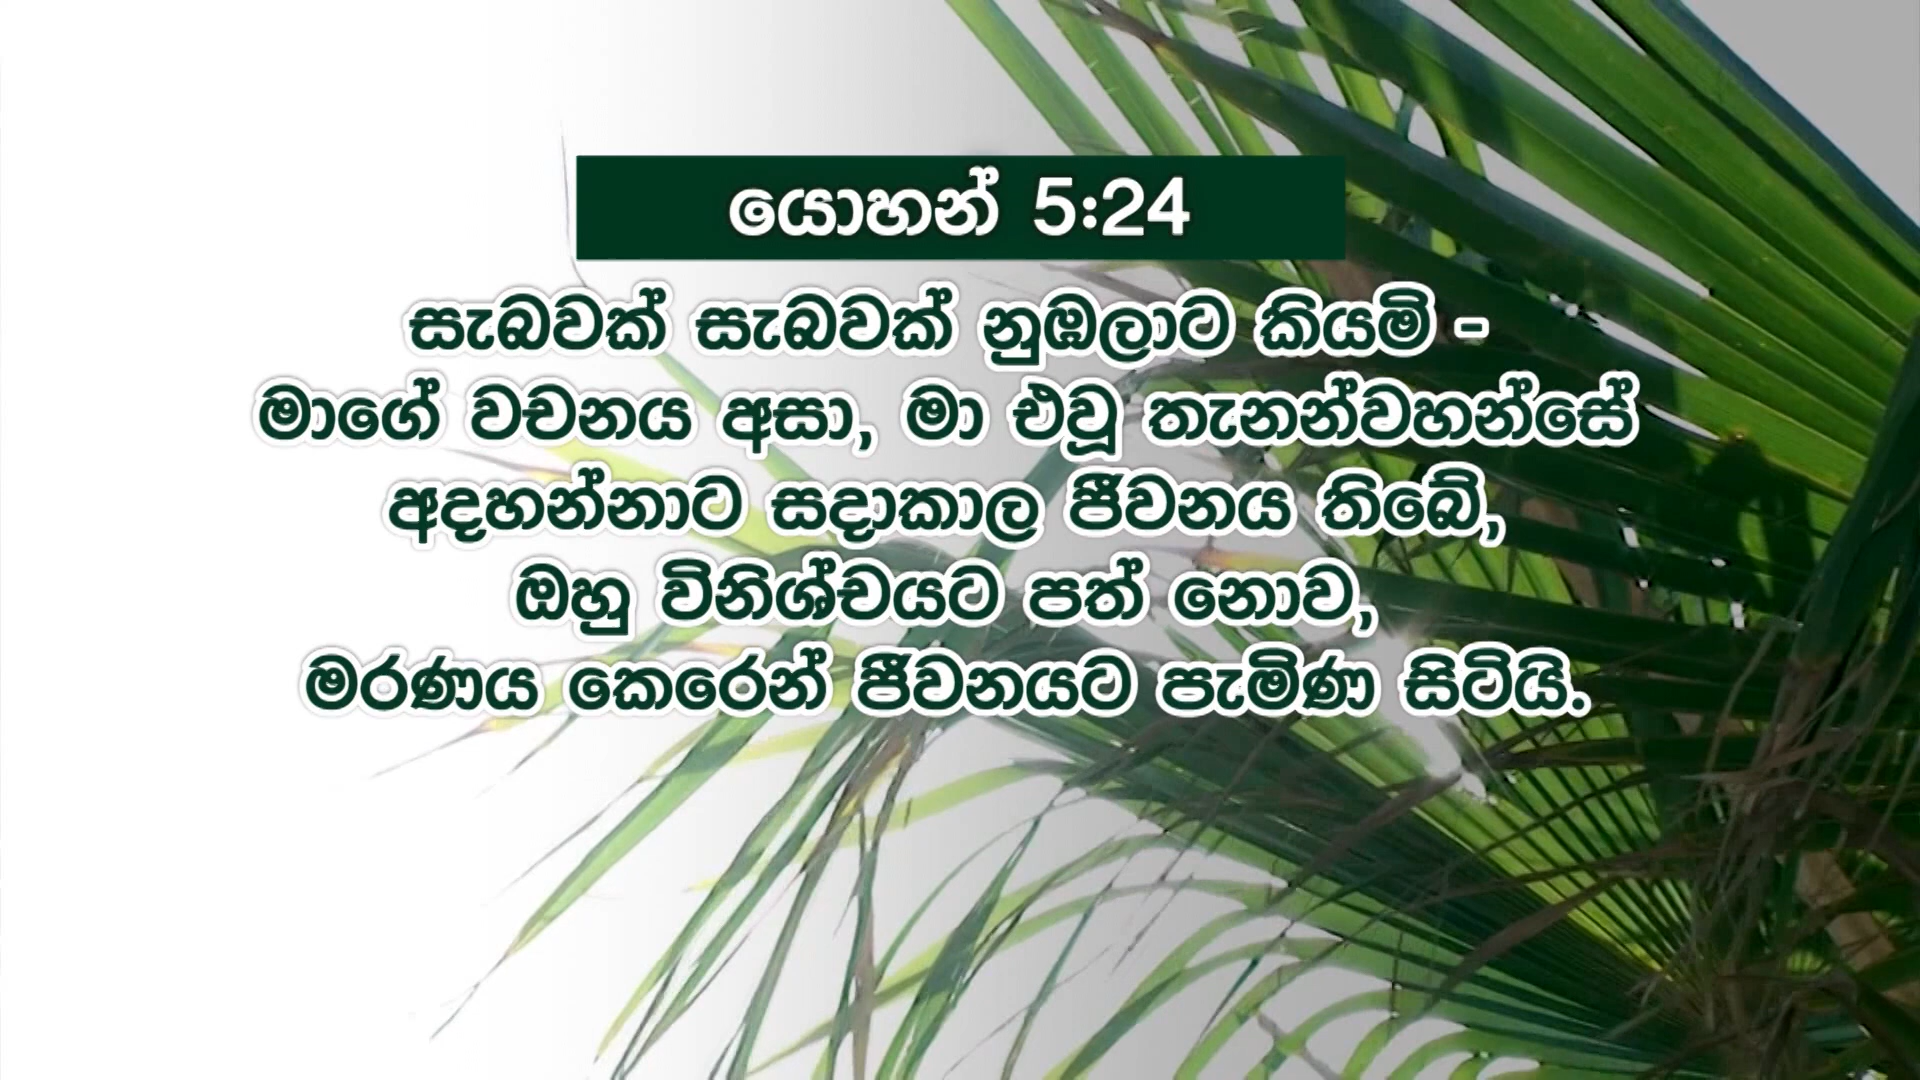 යොහන් 5:24
සැබවක් සැබවක් නුඹලාට කියමි -
මාගේ වචනය අසා, මා එවූ තැනන්වහන්සේ
අදහන්නාට සදාකාල ජීවනය තිබේ,
ඔහු විනිශ්චයට පත් නොව,
මරණය කෙරෙන් ජීවනයට පැමිණ සිටියි.